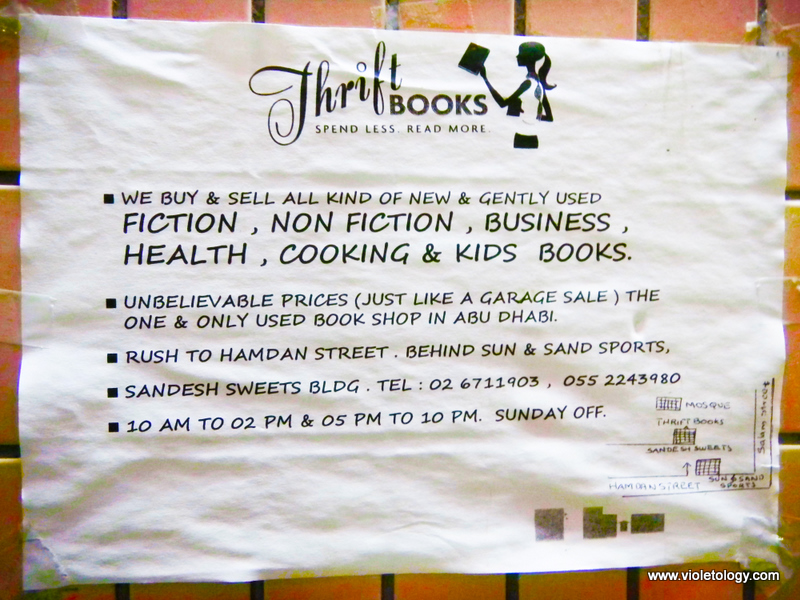 Thrift
BOOKS
SPEND LESS. READ MORE.
WE BUY & SELL ALL KIND OF NEW & GENTLY USED
FICTION , NON FICTION , BUSINESS ,
HEALTH , COOKING & KIDS BOOKS.
UNBELIEVABLE PRICES (JUST LIKE A GARAGE SALE ) THE
ONE & ONLY USED BOOK SHOP IN ABU DHABI.
RUSH TO HAMDAN STREET . BEHIND SUN & SAND SPORTS,
SANDESH SWEETS BLDG . TEL : 02 6711903 , 055 2243980
10 AM TO 02 PM & 05 PM TO 10 PM. SUNDAY OFF.
MOSQUE
THRIFT BOOKS
SANDESH SWEETS
Salam street
SUN & SAND
SPORTS
HAMDAN STREET
www.violetology.com